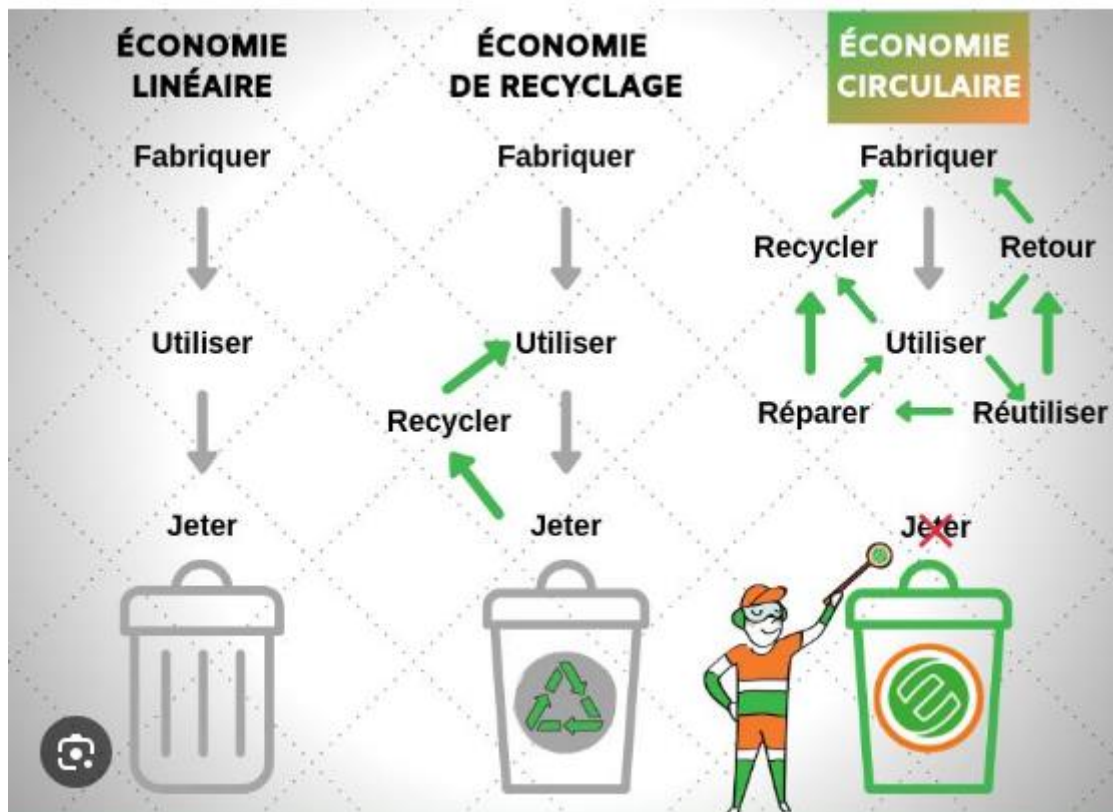 ÉCONOMIE
LINÉAIRE
Fabriquer
Utiliser
Jeter
ÉCONOMIE
DE RECYCLAGE
Fabriquer
Utiliser
Recycler
Jeter
ÉCONOMIE
CIRCULAIRE
Fabriquer
Recycler
Retour
Utiliser
Réparer
Réutiliser
Jeter